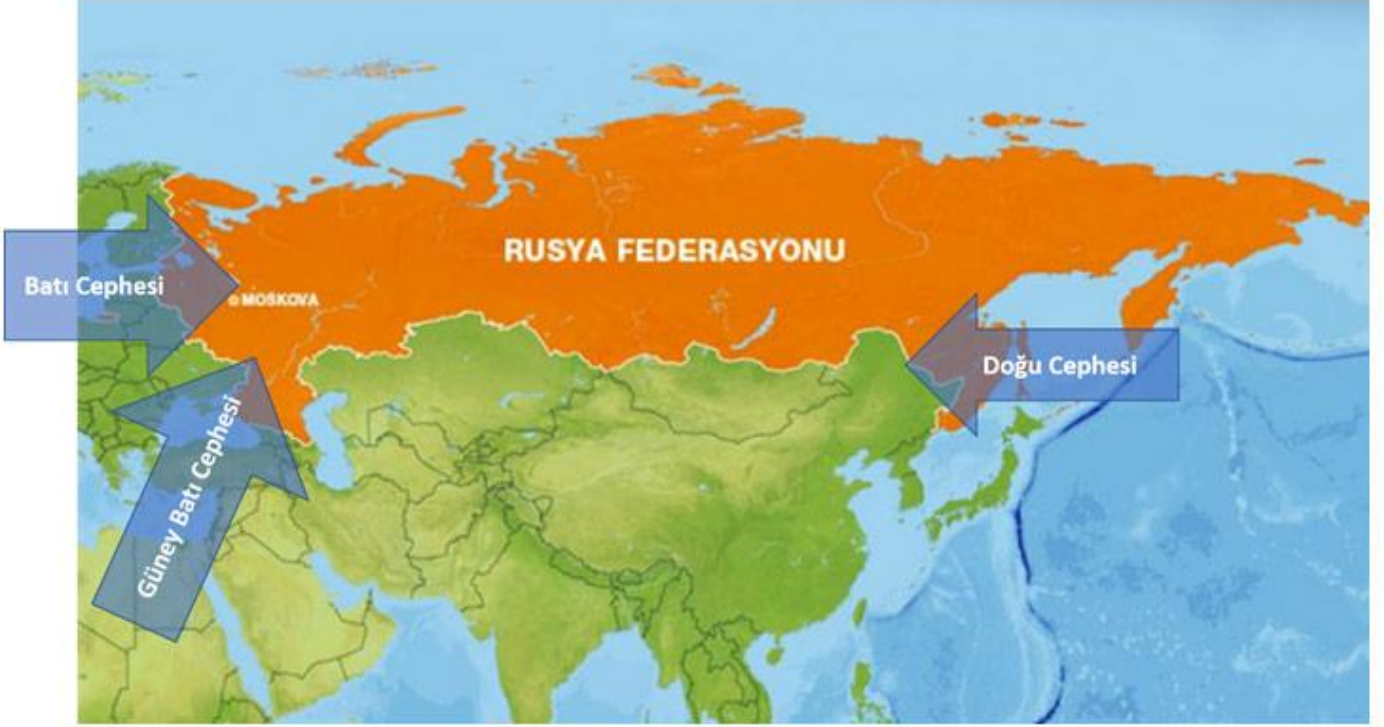 RUSYA FEDERASYONU
Batı Cephesi
MOSKOVA
Doğu Cephesi
Güney Batı Cephesi